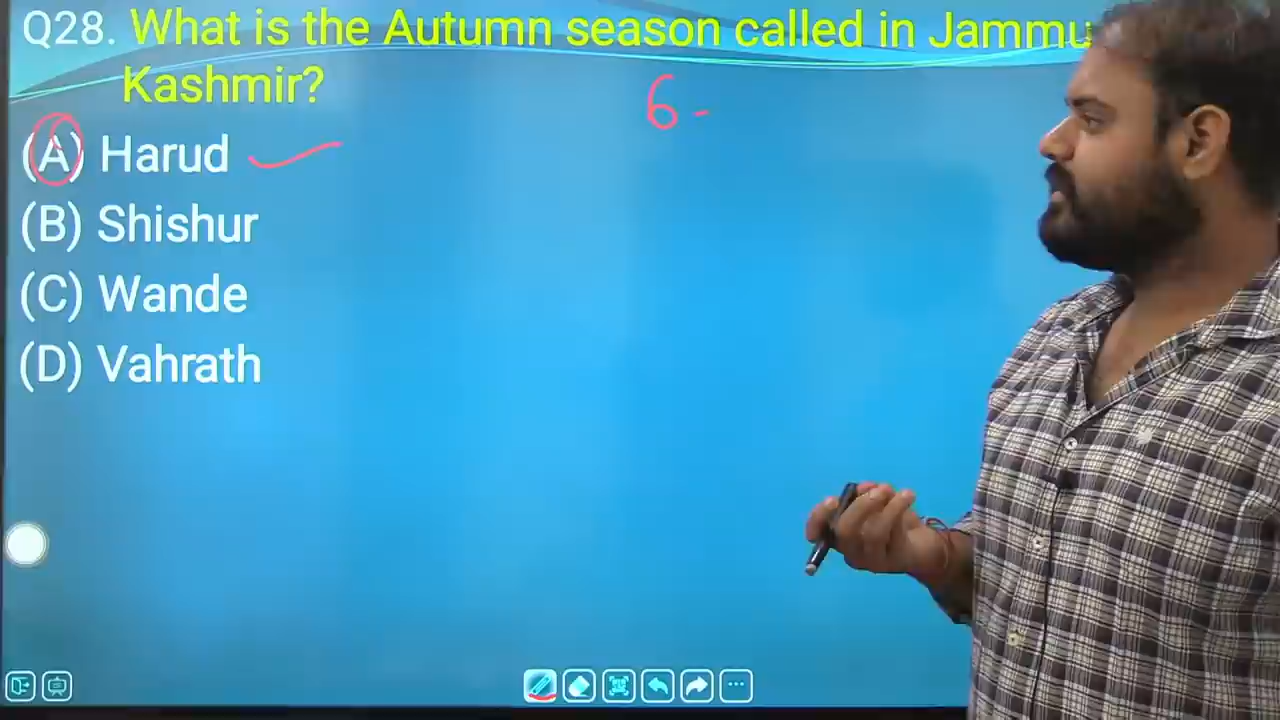 Q28. What is the Autumn season called in Jammu
Kashmir?
6-
(A) Harud
(B) Shishur
(C) Wande
(D) Vahrath